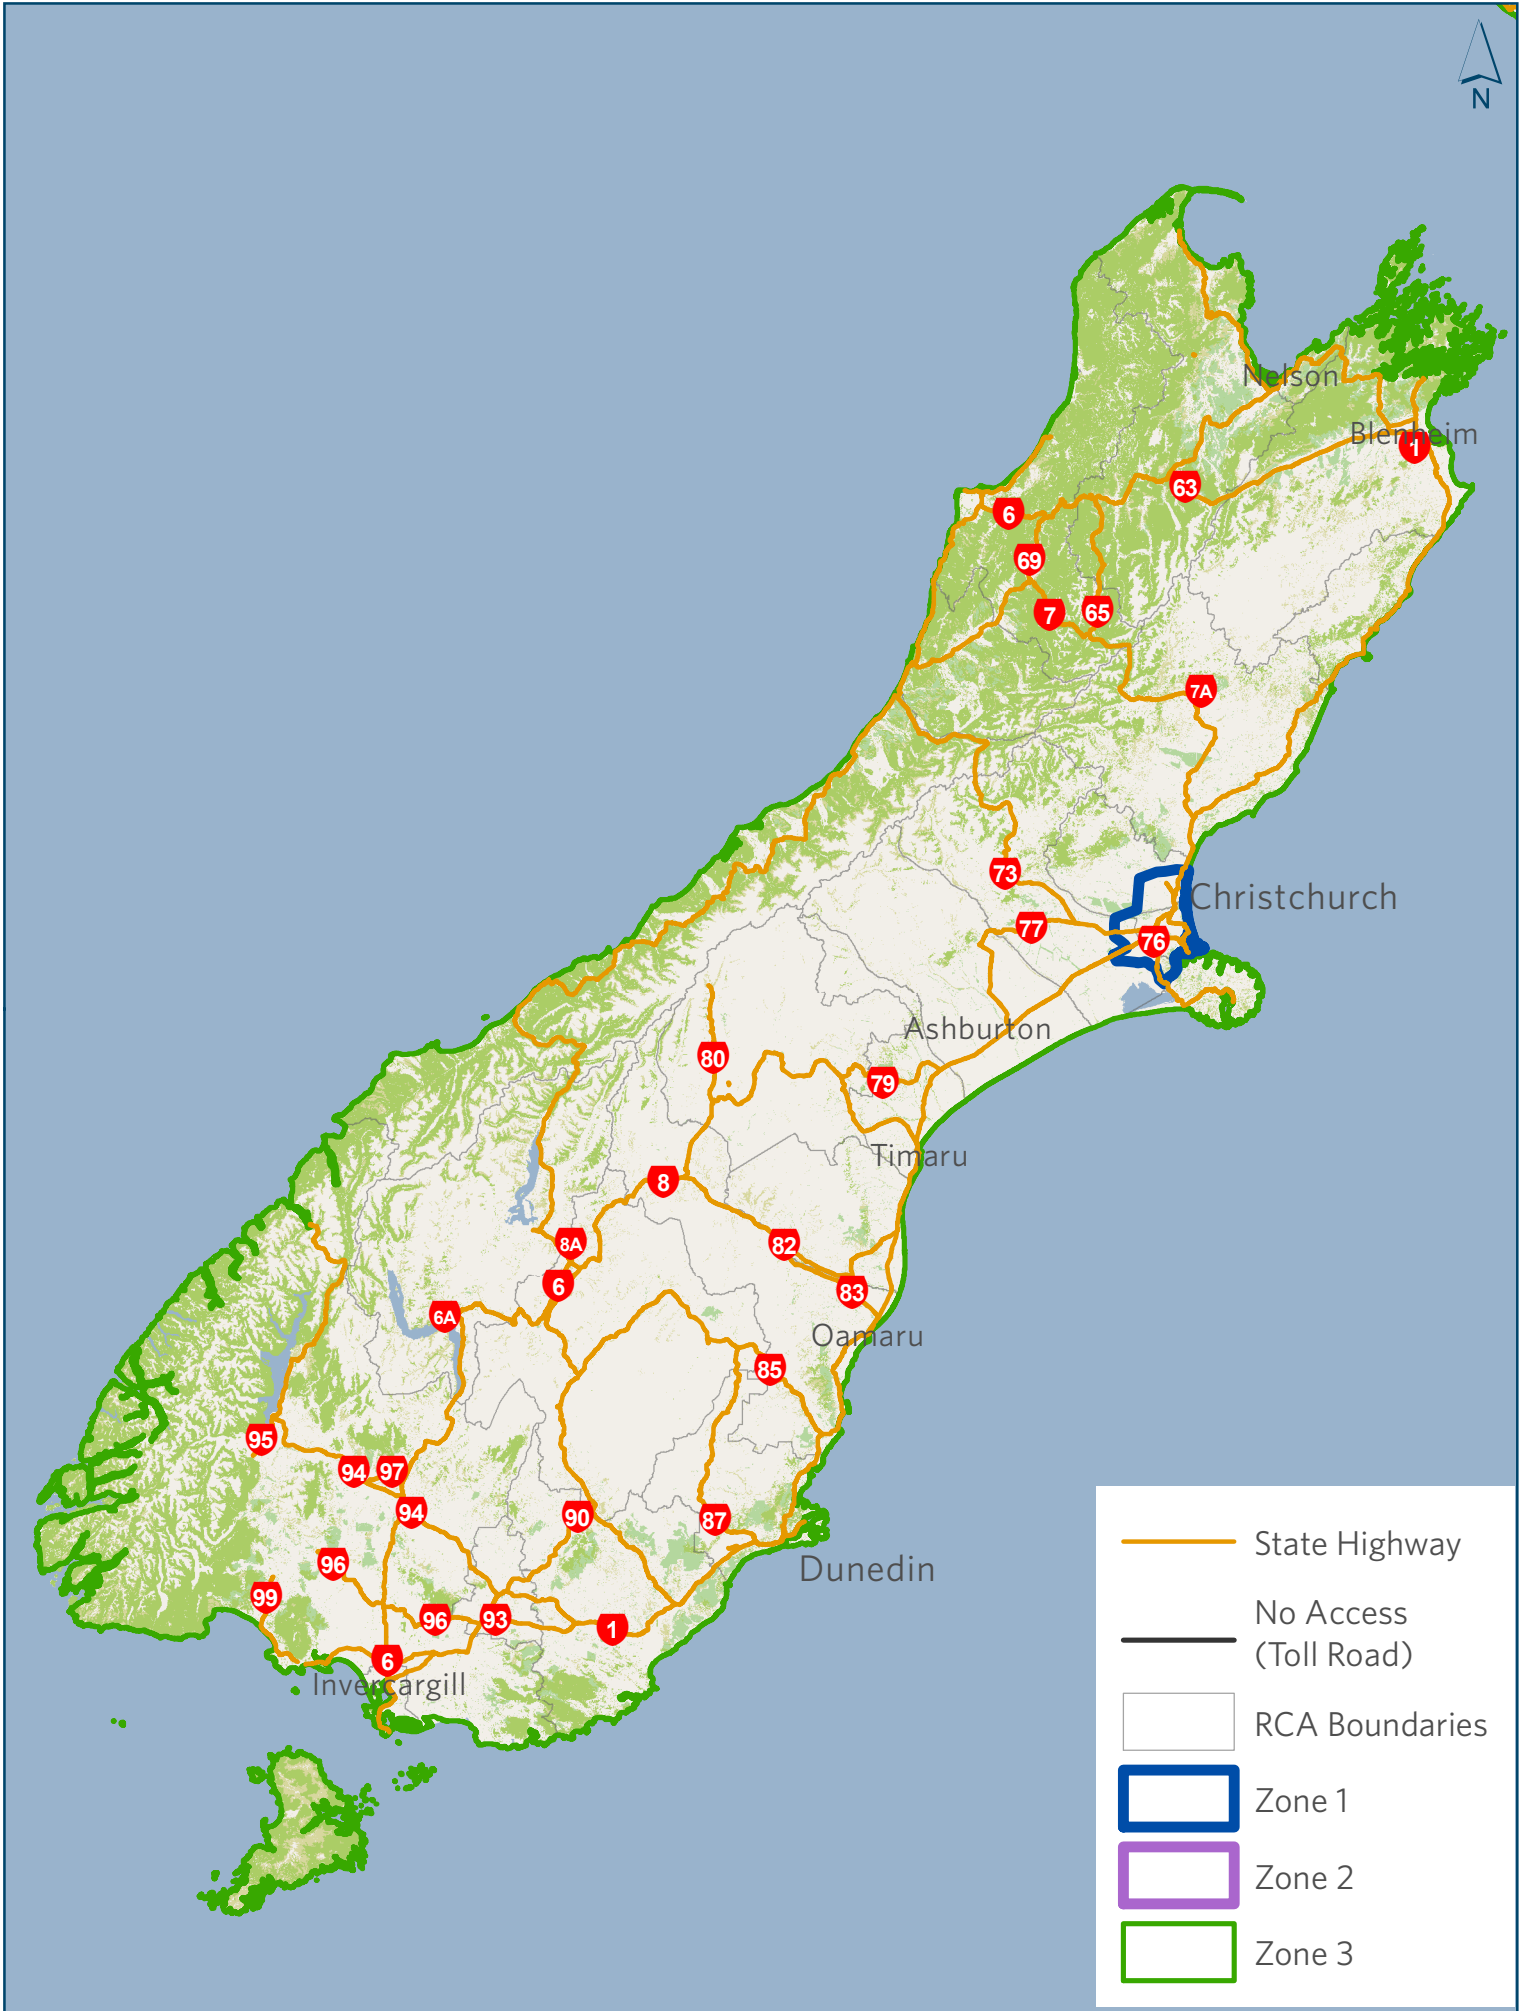 N
Nelson
Blenheim
1
63
6
69
7
65
7A
73
Christchurch
77
76
Ashburton
80
79
Timaru
8
8A
82
6
83
6A
Oamaru
85
95
94
97
94
90
87
Dunedin
96
99
96
93
1
6
Invercargill
State Highway
No Access
(Toll Road)
RCA Boundaries
Zone 1
Zone 2
Zone 3